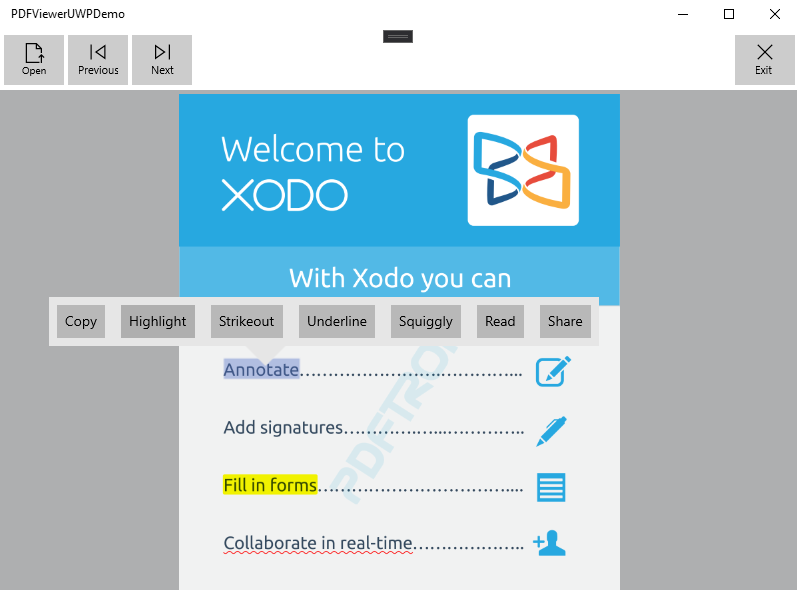 PDFViewerUWPDemo
Open Previous Next Exit
Welcome to
XODO
With Xodo you can
Copy Highlight Strikeout Underline Squiggly Read Share
PDFTRON
Annotate……………………..…………...
Add signatures………….…...…………..
Fill in forms…………………………………....
Collaborate in real-time………………..